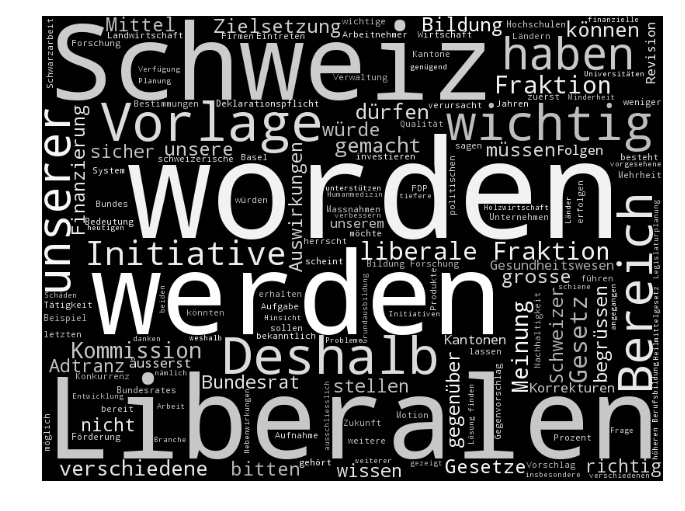 Schwarzarbeit
Mittel
Zielsetzung
wichtige
Bildung
Hochschulen
finanzielle
Landwirtschaft
Firmen
Eintreten
Arbeitnehmer
Wirtschaft
Ländern
können
Forschung
Schweiz
haben
Revision
Verfügung
Planung
Verwaltung
Kantone
genügend
Fraktion
Universitäten
zuerst
Minderheit
Bestimmungen
Deklarationspflicht
verursacht
Jahren
weniger
unserer
Finanzierung
Vorlage
dürfen
wichtig
würde
Qualität
sicher
unsere
gemacht
sagen
müssen
Folgen
schweizerische
Basel
investieren
besteht
vorgesehene
Mehrheit
System
Auswirkungen
politischen
worden
unterstützen
Humanmedizin
FDP
tiefere
Holzwirtschaft
Länder
erfolgen
Bundes
würden
Massnahmen
verbessern
Unternehmen
Bedeutung
heutigen
unserem
möchte
Bereich
Legislaturplanung
Initiative
herrscht
liberale Fraktion
scheint
Bildung Forschung
Gesundheitswesen
grosse
führen
werden
Schaden
Tätigkeit
Beispiel
letzten
beiden
könnten
erhalten
Aufgabe
Hinsicht
sollen
bekanntlich
Grundausbildung
Initiativen
Produkte
Probleme
Meinung
Nachhaltigkeit
Schweizer
Gesetz
schiene
begrüssen
angegangen
Heilmittelgesetz
danken
weshalb
Kommission
äusserst
Deshalb
Kantonen
lassen
Adtranz
nämlich
Konkurrenz
Bundesrat
stellen
gegenüber
Lösung finden
Gegenvorschlag
Korrekturen
höheren Berufsbildung
Bundesrates
Entwicklung
bereit
Arbeit
Liberalen
ausschliesslich
Motion
Zukunft
Prozent
Frage
möglich
nicht
Förderung
Branche
Nebenwirkungen
Aufnahme
weitere
verschiedene
bitten
gehört
weiterer
wissen
gezeigt
Gesetze
Vorschlag
insbesondere
richtig
verschiedenen